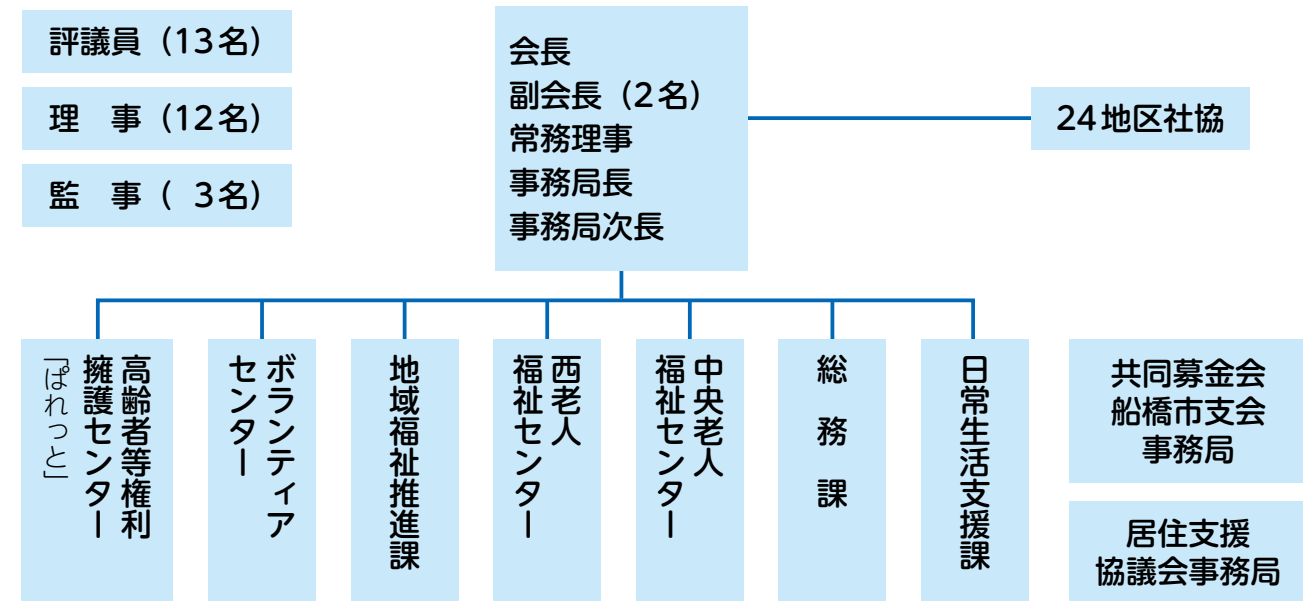 評議員（13名）
理　事（12名）
監　事（ 3名）
会長
副会長（2名）
常務理事
事務局長
事務局次長
24地区社協
高齢者等権利
擁護センター
「ぱれっと」
ボランティア
センター
地域福祉推進課
西老人
福祉センター
中央老人
福祉センター
総　務　課
日常生活支援課
共同募金会
船橋市支会
事務局
居住支援
協議会事務局